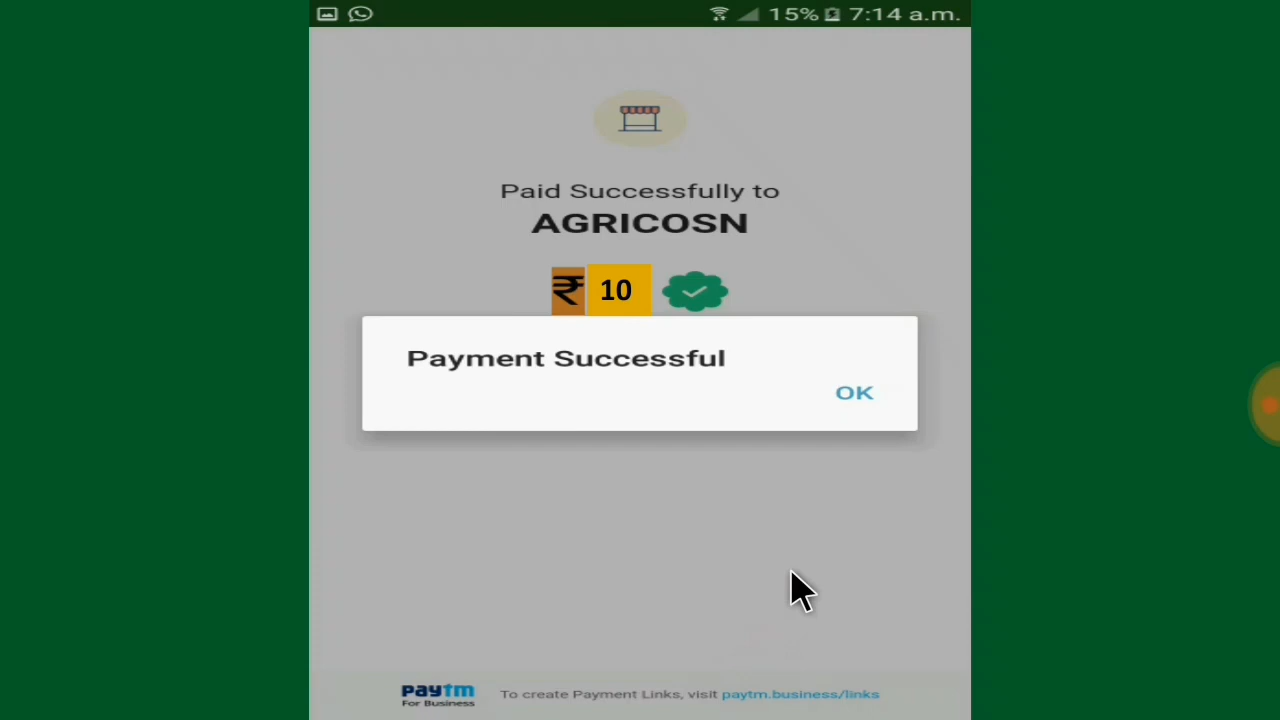 15% 7:14 a.m.
Paid Successfully to
AGRICOSN
₹ 10
Payment Successful
OK
paytm
For Business
To create Payment Links, visit paytm.business/links